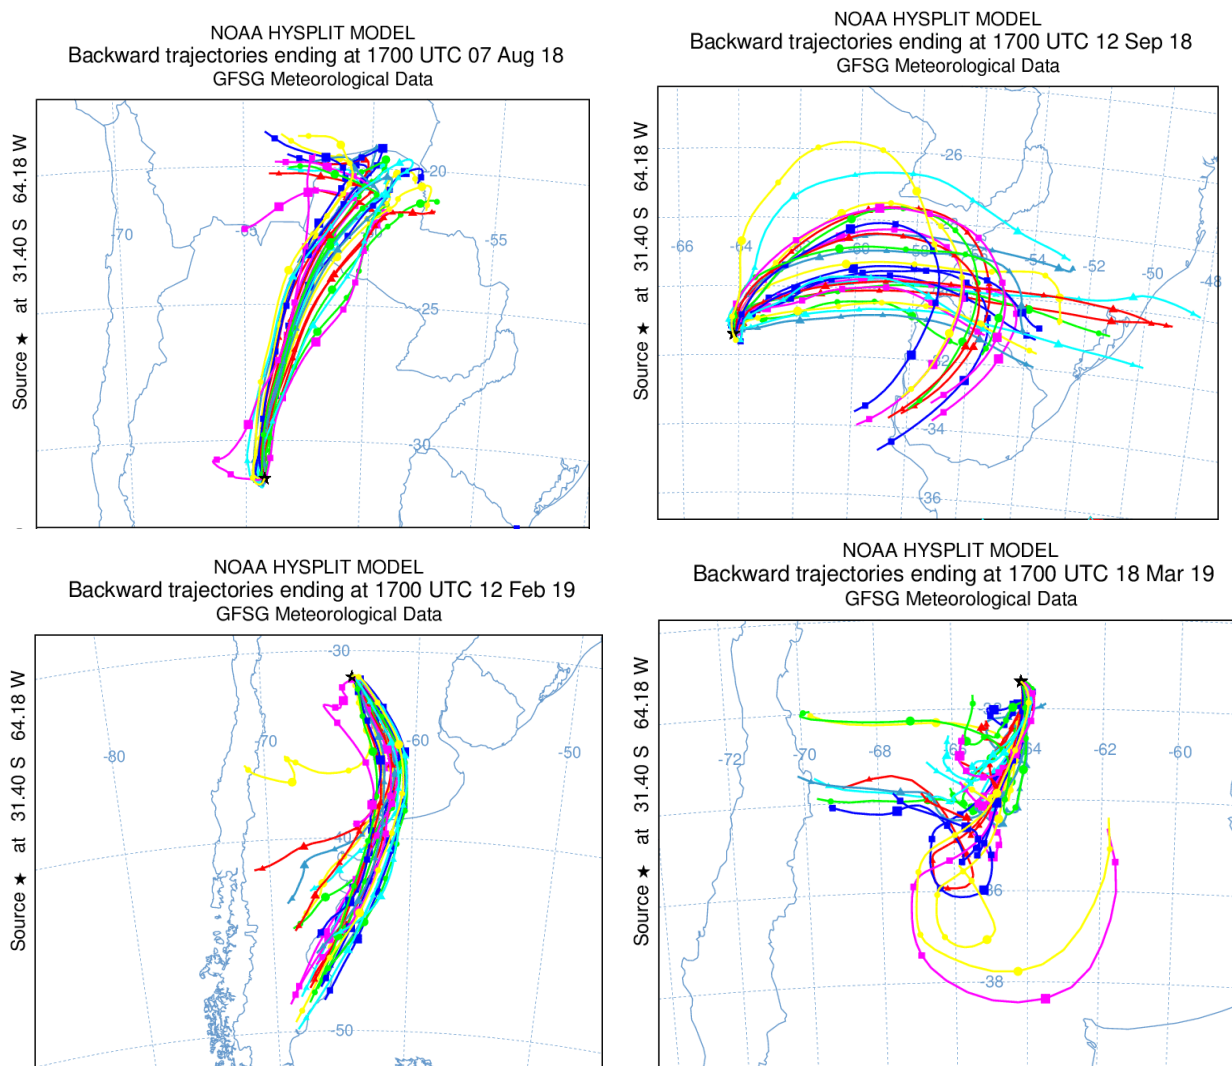 NOAA HYSPLIT MODEL
Backward trajectories ending at 1700 UTC 07 Aug 18
GFSG Meteorological Data
Source ★ at 31.40 S 64.18 W
-20
-70
-55
-25
-30
NOAA HYSPLIT MODEL
Backward trajectories ending at 1700 UTC 12 Sep 18
GFSG Meteorological Data
Source ★ at 31.40 S 64.18 W
-26
-66
-64
-54
-52
-50
-48
-34
-36
NOAA HYSPLIT MODEL
Backward trajectories ending at 1700 UTC 12 Feb 19
GFSG Meteorological Data
Source ★ at 31.40 S 64.18 W
-30
-80
-70
-60
-50
-50
NOAA HYSPLIT MODEL
Backward trajectories ending at 1700 UTC 18 Mar 19
GFSG Meteorological Data
Source ★ at 31.40 S 64.18 W
-72
-70
-68
-62
-60
-38